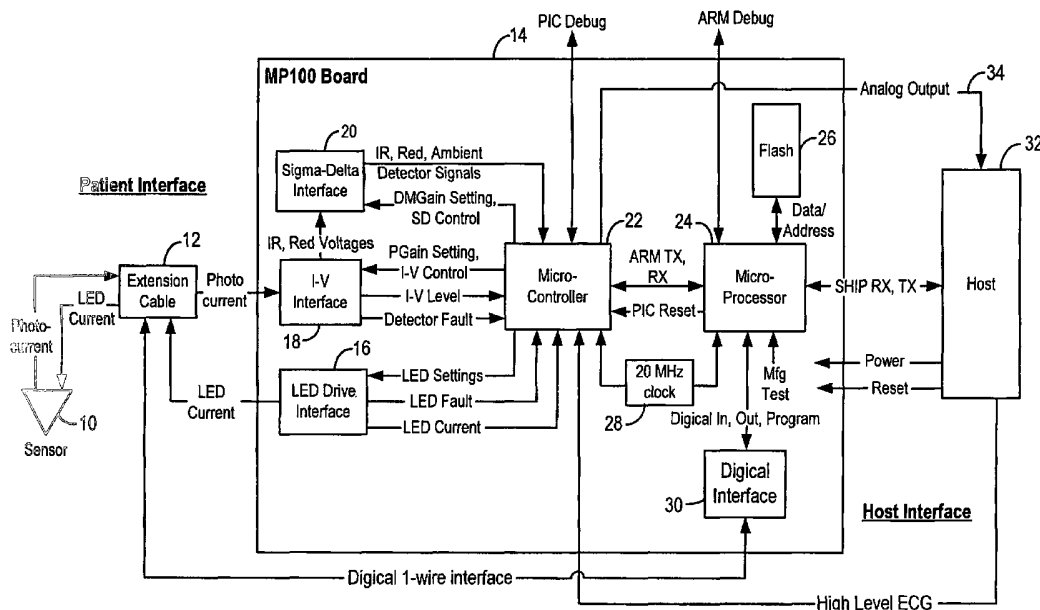 PIC Debug
ARM Debug
14
MP100 Board
Analog Output
34
20
Sigma-Delta
Interface
IR, Red, Ambient
Detector Signals
Flash
26
32
Patient Interface
DMGain Setting,
SD Control
22
24
Data/
Address
12
IR, Red Voltages
PGain Setting,
I-V Control
ARM TX,
RX
Extension
Cable
Photo
current
I-V
Interface
Micro-
Controller
Micro-
Processor
SHIP RX, TX
Host
LED
Current
I-V Level
PIC Reset
Photo-
current
18
Detector Fault
16
LED Drive
Interface
LED Settings
20 MHz
clock
Mfg
Test
Power
LED
Current
LED Fault
28
Reset
10
Sensor
LED Current
Digical In, Out, Program
30
Digical
Interface
Host Interface
Digical 1-wire interface
High Level ECG